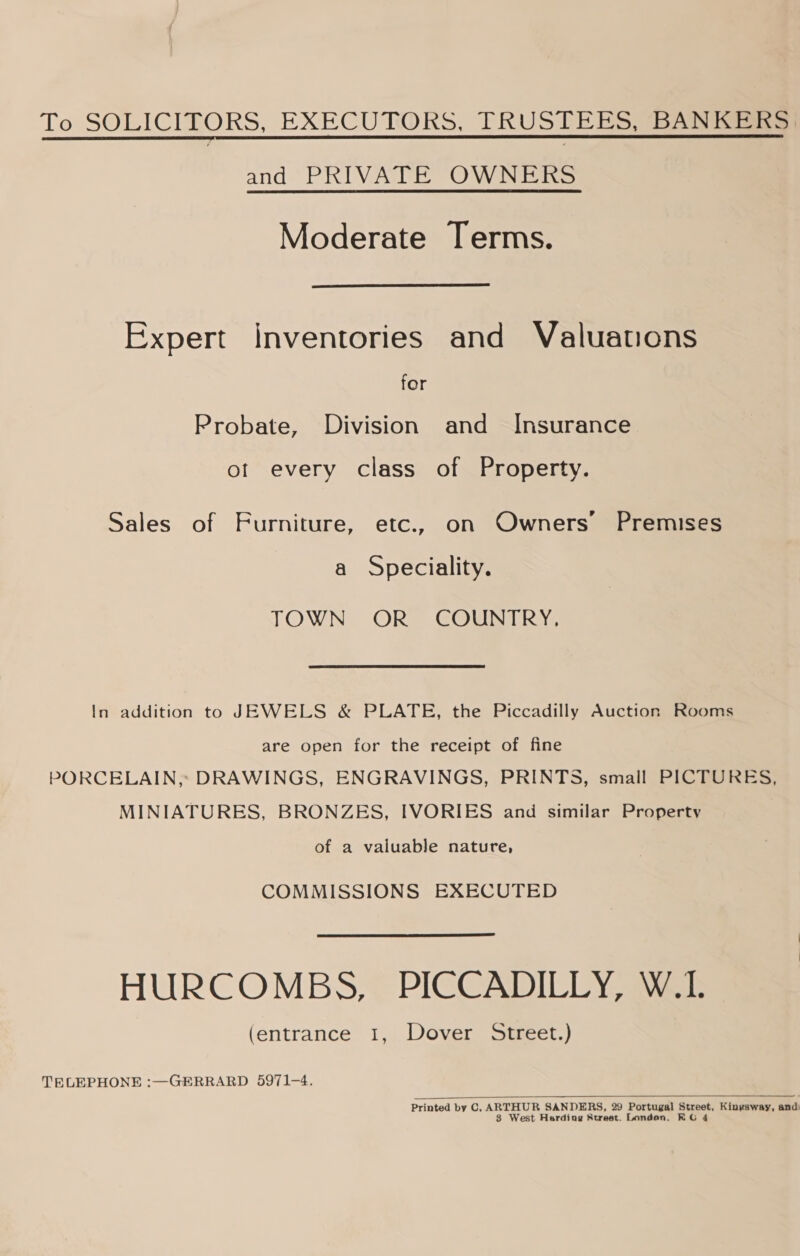 To SOLICITORS, EXECUTORS, TRUSTEES, BANKERS
and PRIVATE OWNERS
Moderate Terms.
Expert Inventories and Valuations
for
Probate, Division and Insurance
of every class of Property.
Sales of Furniture, etc., on Owners' Premises
a Speciality.
TOWN OR COUNTRY.
In addition to JEWELS & PLATE, the Piccadilly Auction Rooms
are open for the receipt of fine
PORCELAIN, DRAWINGS, ENGRAVINGS, PRINTS, small PICTURES,
MINIATURES, BRONZES, IVORIES and similar Property
of a valuable nature,
COMMISSIONS EXECUTED
HURCOMBS, PICCADILLY, W.1.
(entrance 1, Dover Street.)
TELEPHONE :—GERRARD 5971-4.
Printed by C. ARTHUR SANDERS, 29 Portugal Street, Kingsway, and
8 West Harding Street, London, E C 4